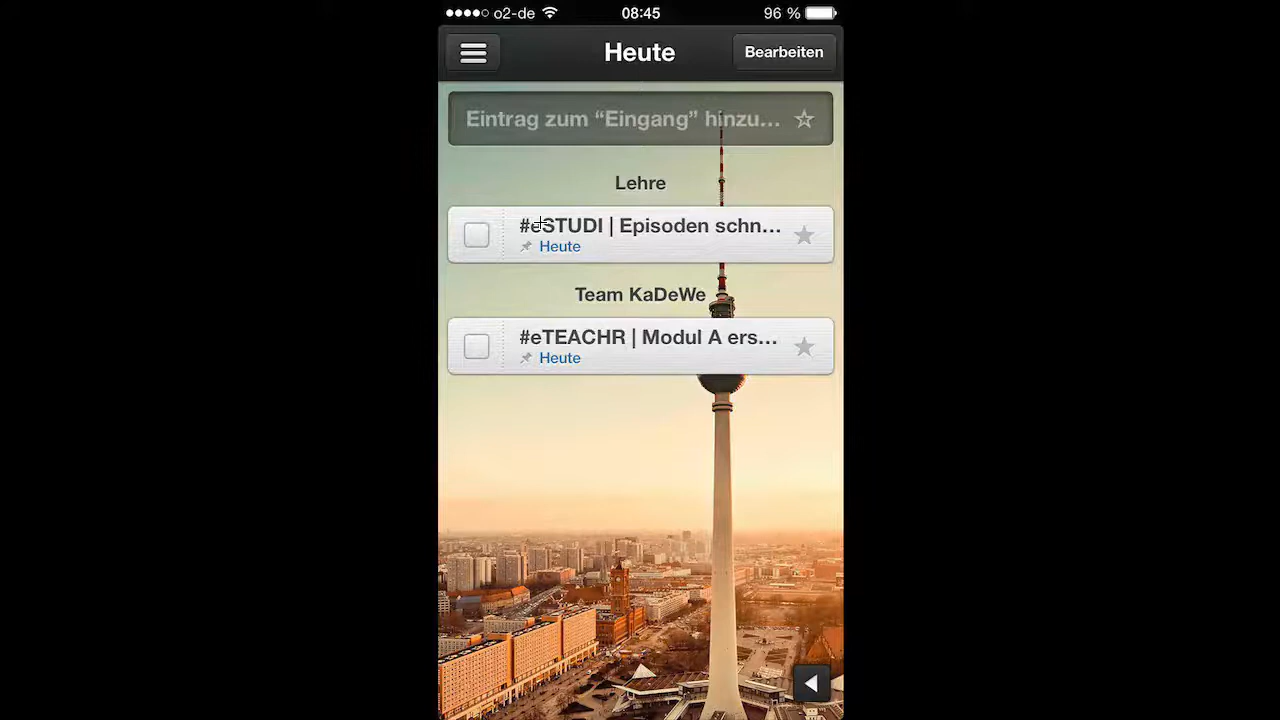 o2-de 08:45 96 %
Heute Bearbeiten
Eintrag zum “Eingang” hinzu...
Lehre
#eSTUDI | Episoden schn...
Heute
Team KaDeWe
#eTEACHR | Modul A ers...
Heute